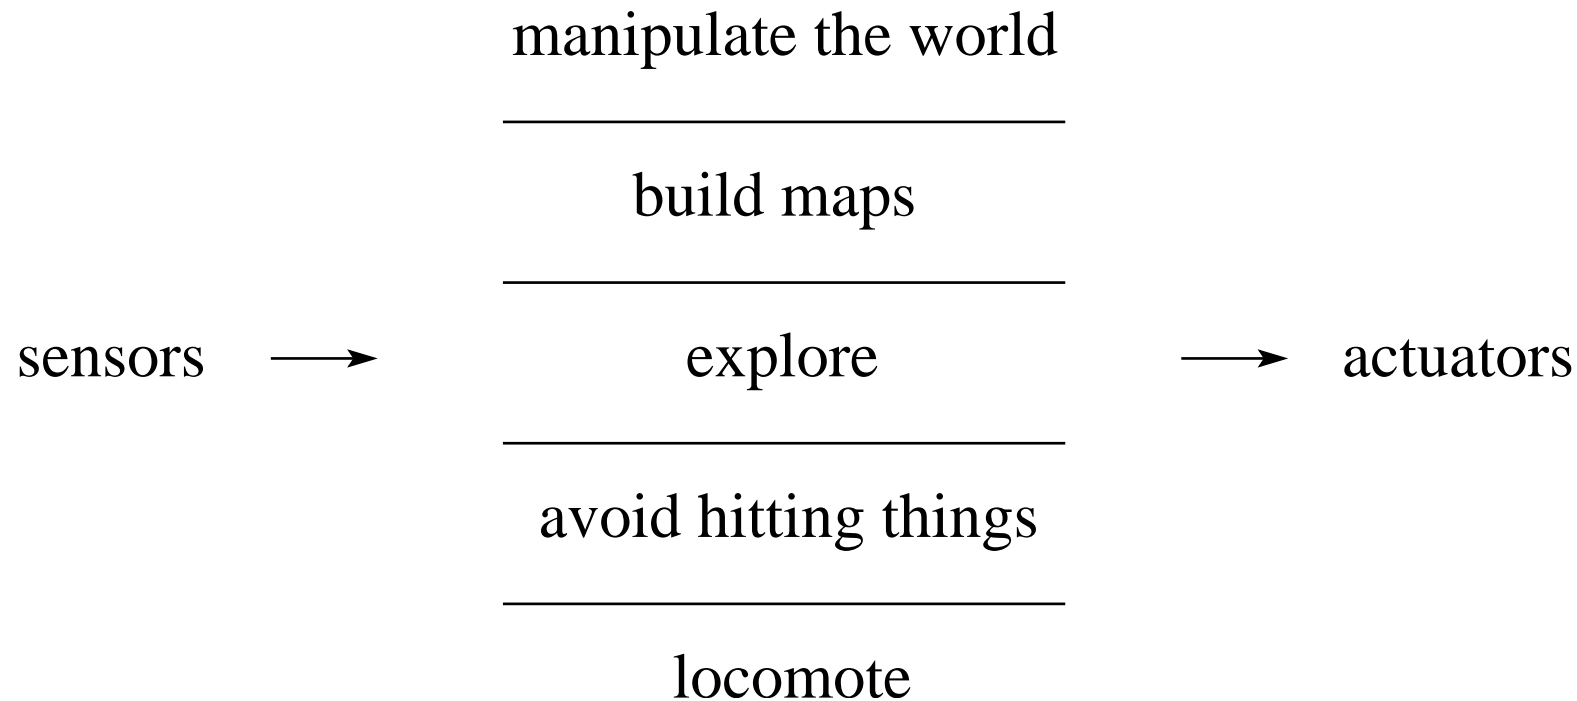 manipulate the world
build maps
sensors
explore
actuators
avoid hitting things
locomote